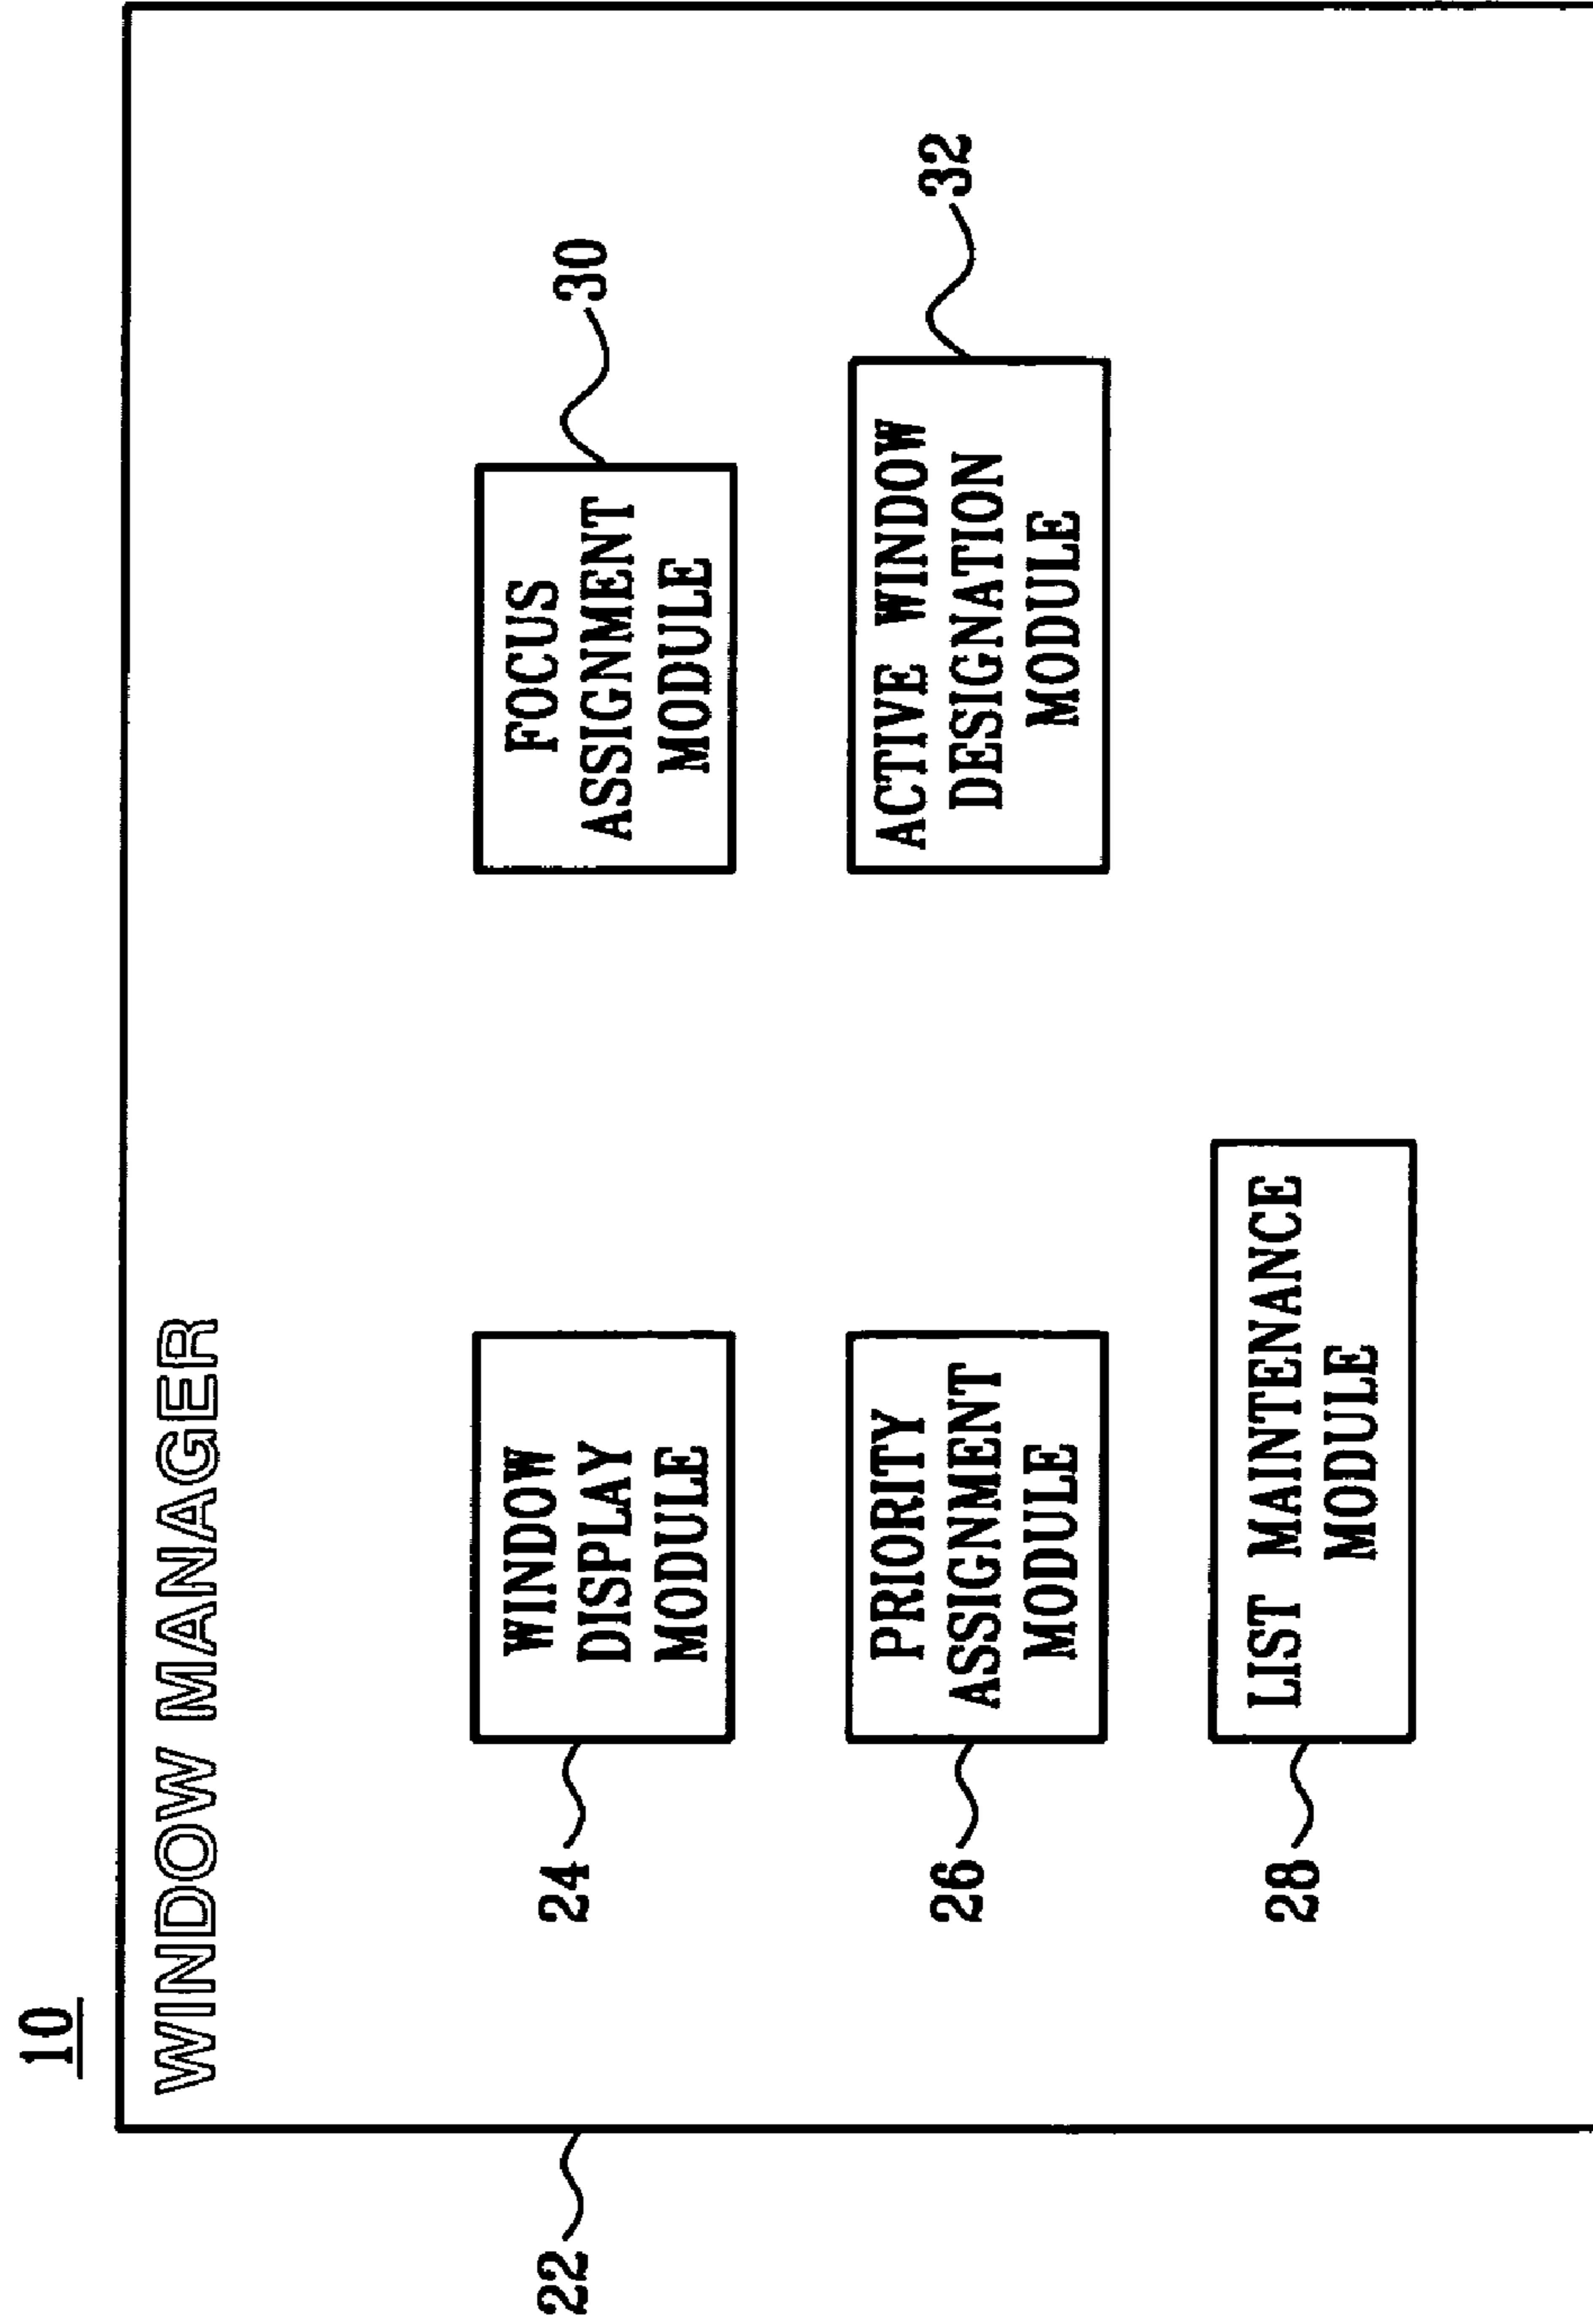 10
WINDOW MANAGER
22
24
WINDOW
DISPLAY
MODULE
26
PRIORITY
ASSIGNMENT
MODULE
28
LIST MAINTENANCE
MODULE
FOCUS
ASSIGNMENT
MODULE
30
ACTIVE WINDOW
DESIGNATION
MODULE
32